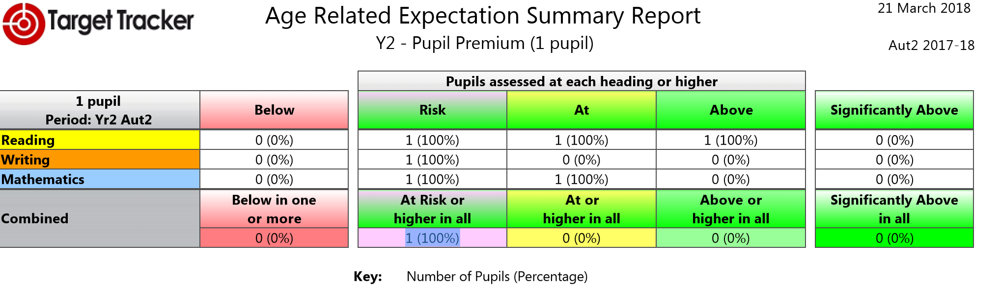 Target Tracker
Age Related Expectation Summary Report
21 March 2018
Y2 - Pupil Premium (1 pupil)
Aut2 2017-18
Pupils assessed at each heading or higher
1 pupil
Period: Yr2 Aut2
Below
Risk
At
Above
Significantly Above
Reading 0 (0%) 1 (100%) 1 (100%) 1 (100%) 0 (0%)
Writing 0 (0%) 1 (100%) 0 (0%) 0 (0%) 0 (0%)
Mathematics 0 (0%) 1 (100%) 1 (100%) 0 (0%) 0 (0%)
Combined
Below in one
or more
At Risk or
higher in all
At or
higher in all
Above or
higher in all
Significantly Above
in all
0 (0%) 1 (100%) 0 (0%) 0 (0%) 0 (0%)
Key: Number of Pupils (Percentage)